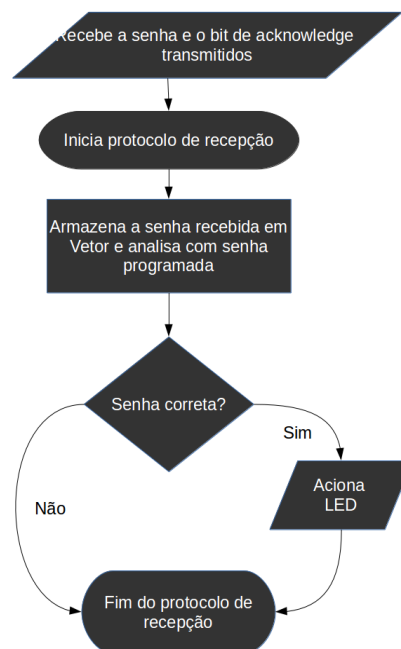 Recebe a senha e o bit de acknowledge
transmitidos
Inicia protocolo de recepção
Armazena a senha recebida em
Vetor e analisa com senha
programada
Senha correta?
Sim
Aciona
LED
Não
Fim do protocolo de
recepção